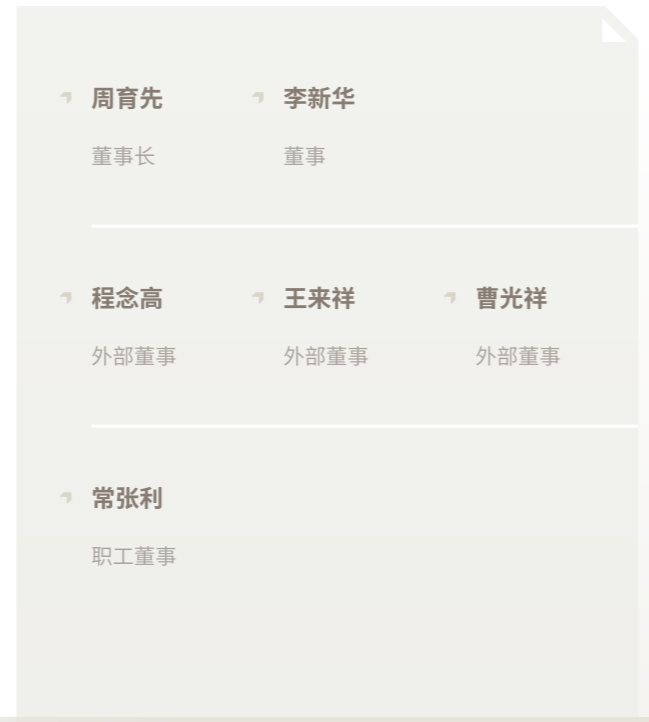 周育先 李新华
董事长 董事
程念高 王来祥 曹光祥
外部董事 外部董事 外部董事
常张利
职工董事